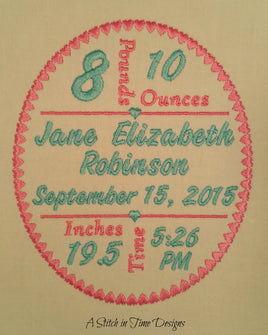 8 Pounds 10 Ounces
Jane Elizabeth
Robinson
September 15, 2015
Inches 19.5
Time 5:26 PM
A Stitch in Time Designs